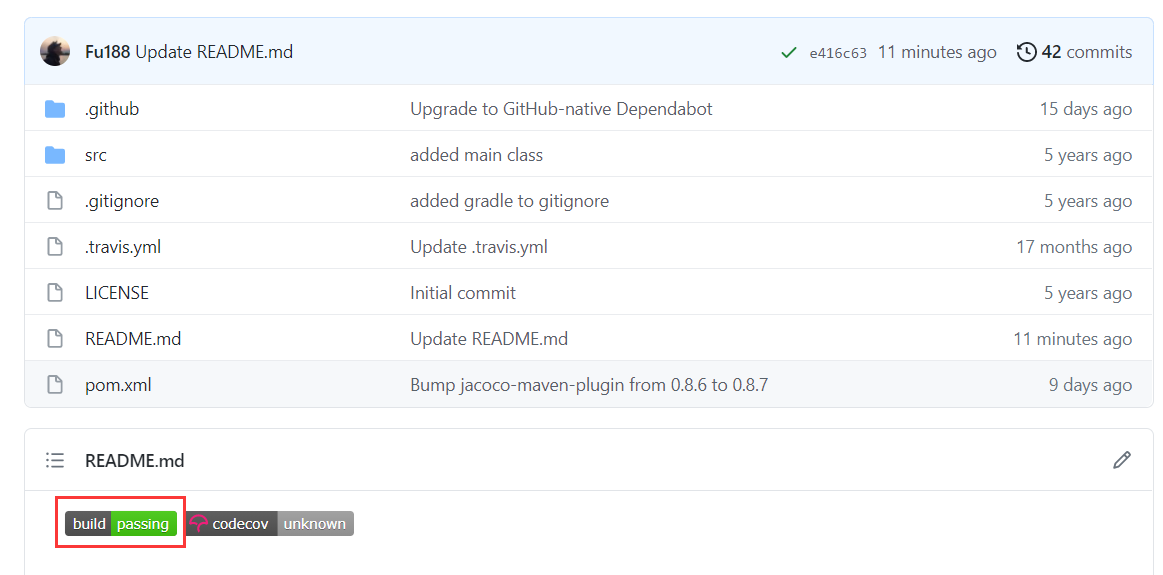 Fu188 Update README.md e416c63 11 minutes ago 42 commits
.github Upgrade to GitHub-native Dependabot 15 days ago
src added main class 5 years ago
.gitignore added gradle to gitignore 5 years ago
.travis.yml Update .travis.yml 17 months ago
LICENSE Initial commit 5 years ago
README.md Update README.md 11 minutes ago
pom.xml Bump jacoco-maven-plugin from 0.8.6 to 0.8.7 9 days ago
README.md
build passing codecov unknown